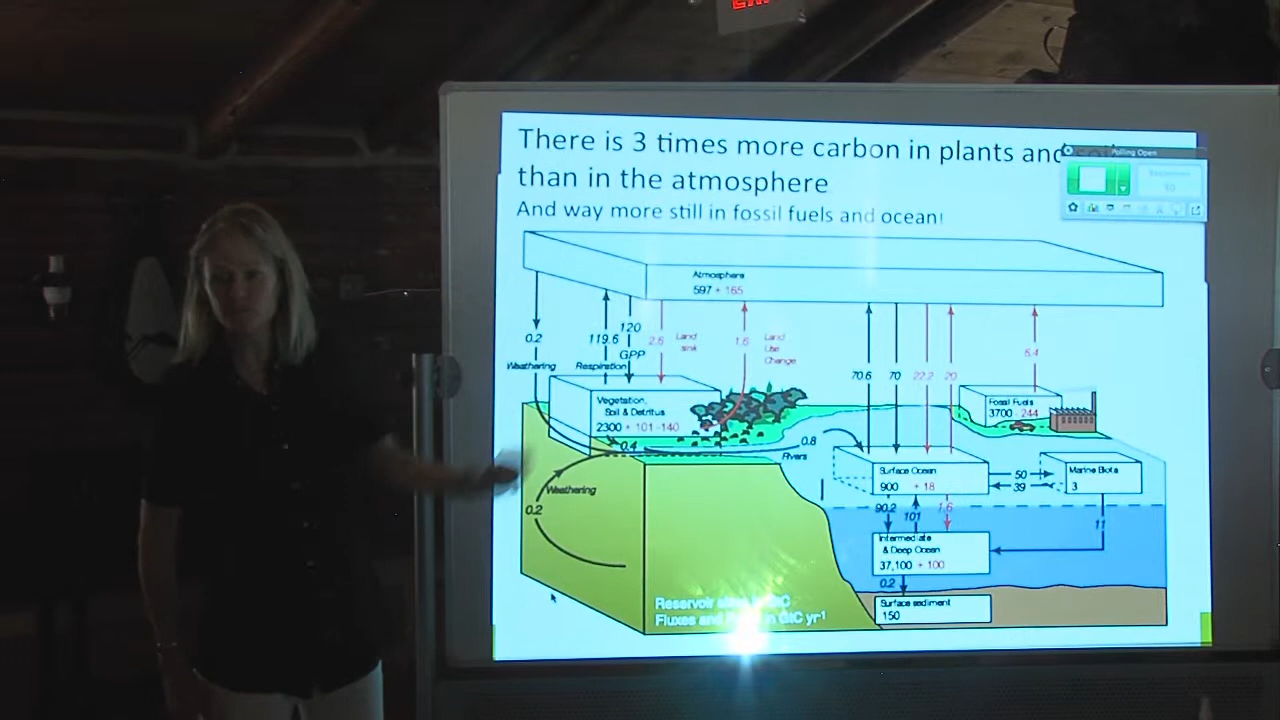 There is 3 times more carbon in plants and
than in the atmosphere
And way more still in fossil fuels and ocean!
Polling Open
Atmosphere
597 + 165
0.2
Weathering
119.6
Respiration
120
GPP
2.6
Land
sink
1.6
Land
Use
Change
70.6
70
22.2
20
6.4
Vegetation,
Soil & Detritus
2300 + 101 -140
Fossil Fuels
3700 -244
0.4
0.8
Rivers
Surface Ocean
900 + 18
50
39
Marine Biota
3
Weathering
0.2
90.2
101
1.6
11
Intermediate
& Deep Ocean
37,100 + 100
0.2
Surface sediment
150
Reservoir
Fluxes and in GtC yr-1